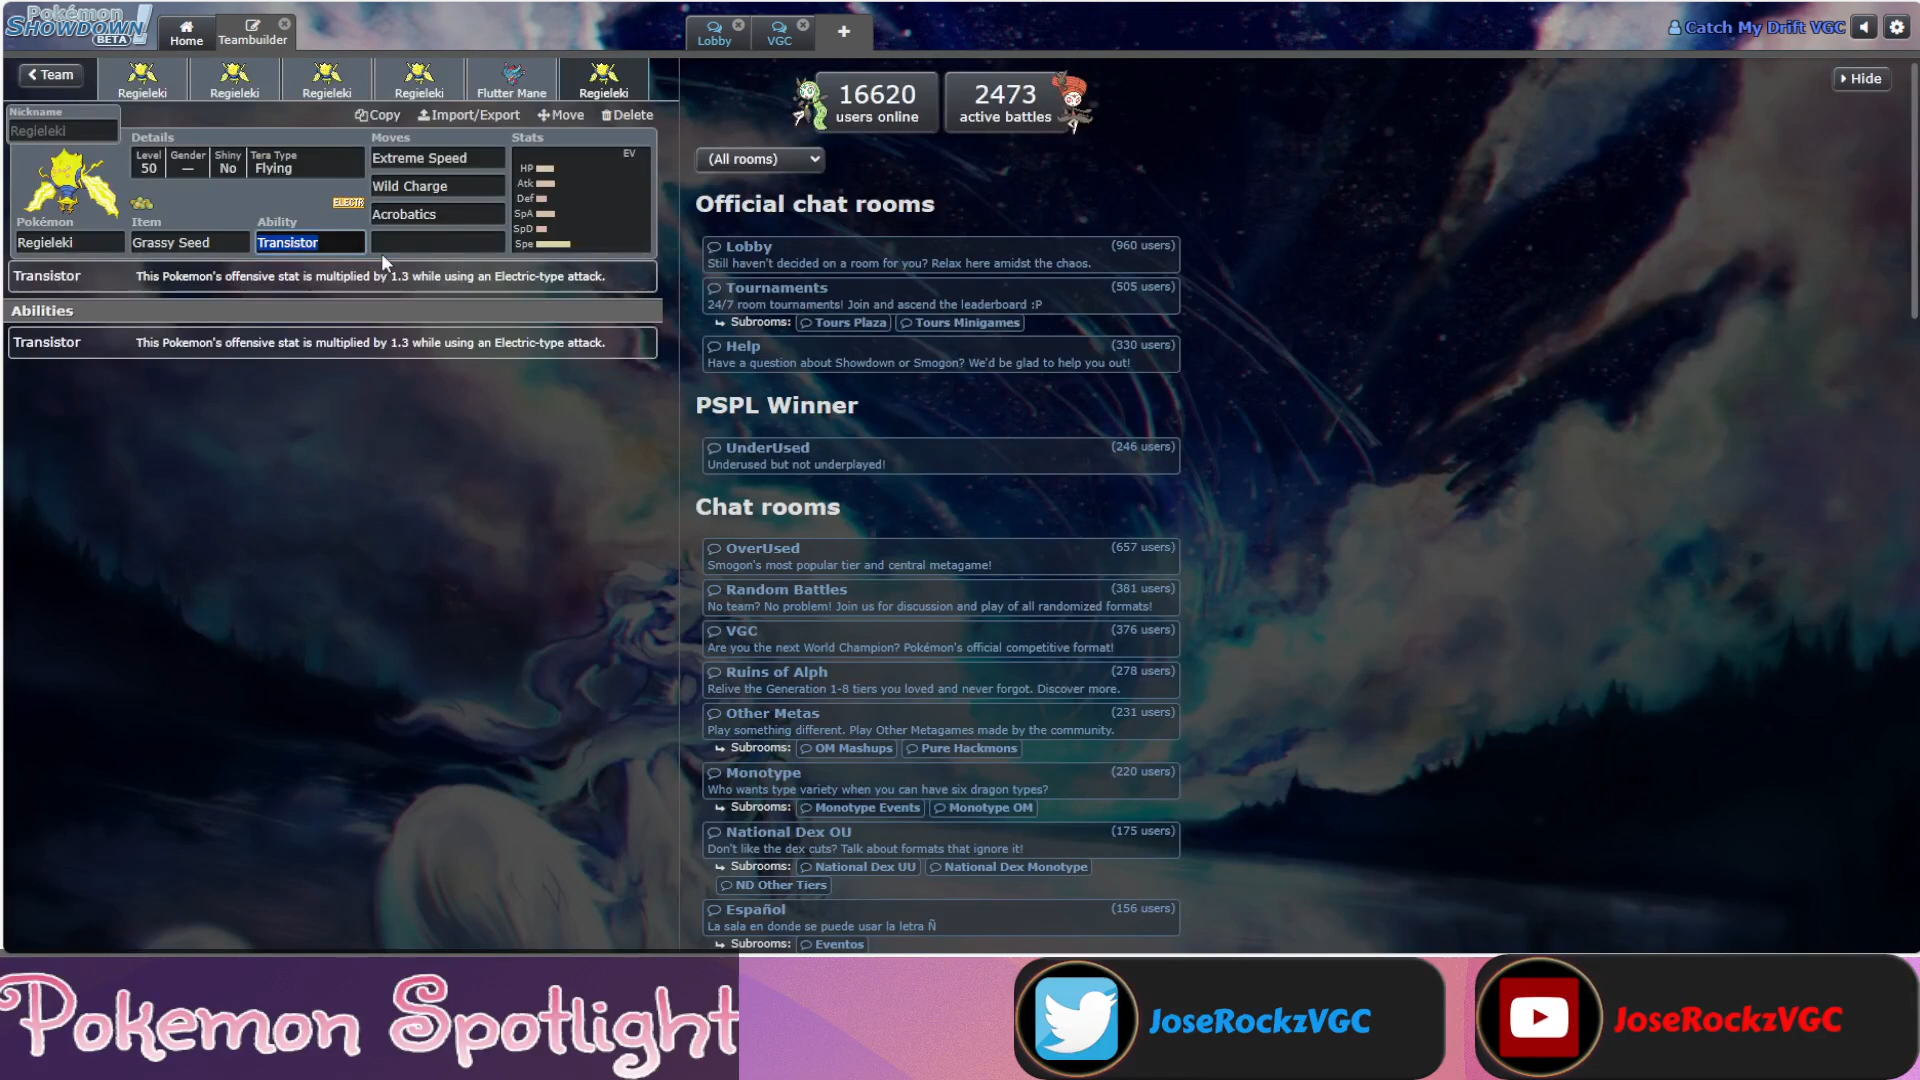 Pokémon
SHOWDOWN!
BETA
Home
Teambuilder
Lobby
VGC
+
Catch My Drift VGC
Team
Regieleki
Regieleki
Regieleki
Regieleki
Flutter Mane
Regieleki
Copy
Import/Export
Move
Delete
Nickname
Regieleki
Details
Level
50
Gender
—
Shiny
No
Tera Type
Flying
ELECTR
Pokémon
Regieleki
Item
Grassy Seed
Ability
Transistor
Moves
Extreme Speed
Wild Charge
Acrobatics
Stats
EV
HP
Atk
Def
SpA
SpD
Spe
Transistor This Pokemon's offensive stat is multiplied by 1.3 while using an Electric-type attack.
Abilities
Transistor This Pokemon's offensive stat is multiplied by 1.3 while using an Electric-type attack.
16620
users online
2473
active battles
Hide
(All rooms)
Official chat rooms
Lobby (960 users)
Still haven't decided on a room for you? Relax here amidst the chaos.
Tournaments (505 users)
24/7 room tournaments! Join and ascend the leaderboard :P
Subrooms: Tours Plaza Tours Minigames
Help (330 users)
Have a question about Showdown or Smogon? We'd be glad to help you out!
PSPL Winner
UnderUsed (246 users)
Underused but not underplayed!
Chat rooms
OverUsed (657 users)
Smogon's most popular tier and central metagame!
Random Battles (381 users)
No team? No problem! Join us for discussion and play of all randomized formats!
VGC (376 users)
Are you the next World Champion? Pokémon's official competitive format!
Ruins of Alph (278 users)
Relive the Generation 1-8 tiers you loved and never forgot. Discover more.
Other Metas (231 users)
Play something different. Play Other Metagames made by the community.
Subrooms: OM Mashups Pure Hackmons
Monotype (220 users)
Who wants type variety when you can have six dragon types?
Subrooms: Monotype Events Monotype OM
National Dex OU (175 users)
Don't like the dex cuts? Talk about formats that ignore it!
Subrooms: National Dex UU National Dex Monotype
ND Other Tiers
Español (156 users)
La sala en donde se puede usar la letra Ñ
Subrooms: Eventos
Pokemon Spotlight
JoseRockzVGC
JoseRockzVGC